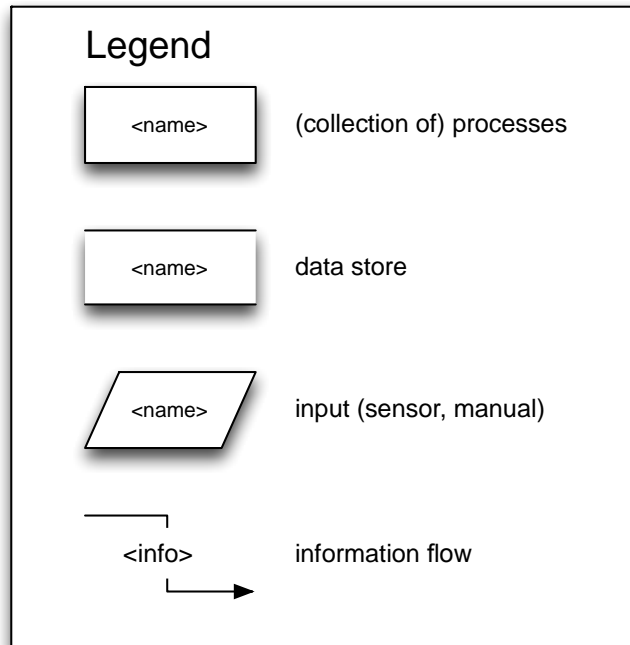 Legend
<name>
(collection of) processes
<name>
data store
<name>
input (sensor, manual)
<info>
information flow